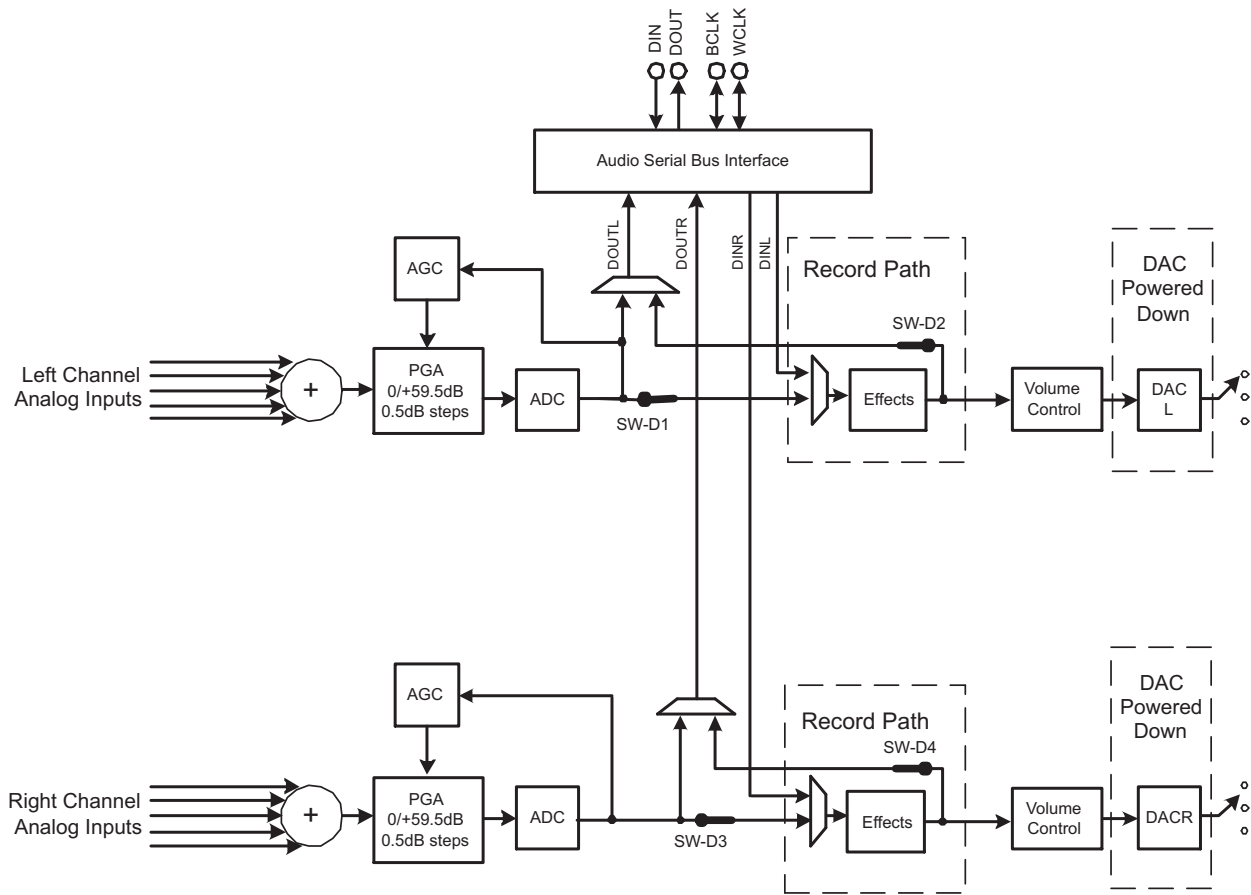 DIN
DOUT
BCLK
WCLK
Audio Serial Bus Interface
DOUTL
DOUTR
DINR
DINL
AGC
Record Path
DAC
Powered
Down
SW-D2
Left Channel
Analog Inputs
+
PGA
0/+59.5dB
0.5dB steps
ADC
SW-D1
Effects
Volume
Control
DAC
L
AGC
Record Path
DAC
Powered
Down
SW-D4
Right Channel
Analog Inputs
+
PGA
0/+59.5dB
0.5dB steps
ADC
SW-D3
Effects
Volume
Control
DACR